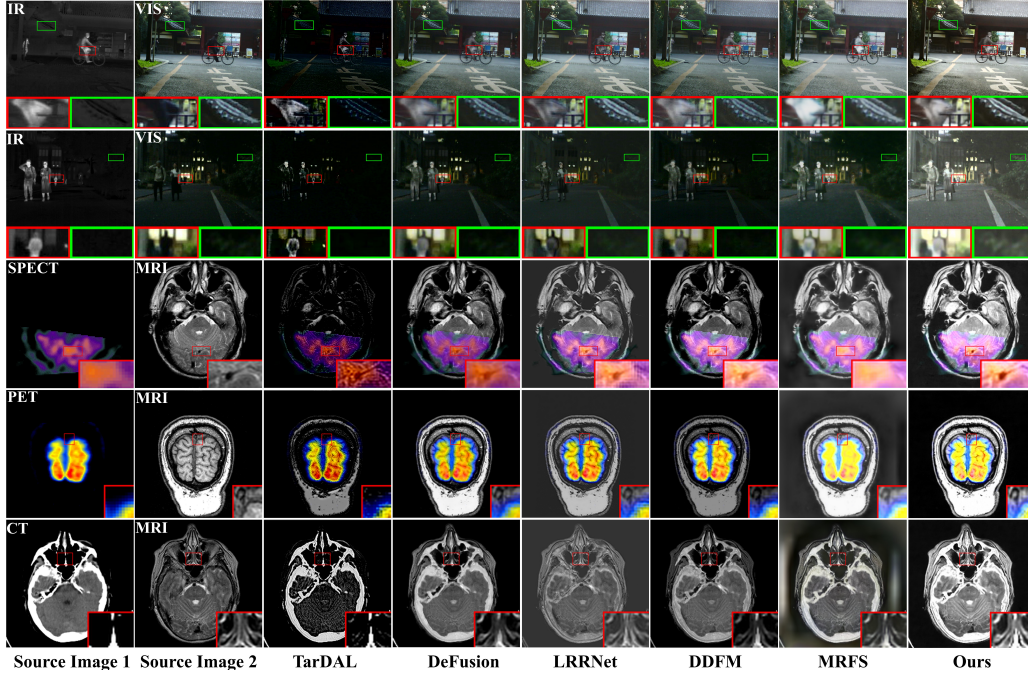 IR VIS
IR VIS
SPECT MRI
PET MRI
CT MRI
Source Image 1 Source Image 2 TarDAL DeFusion LRRNet DDFM MRFS Ours